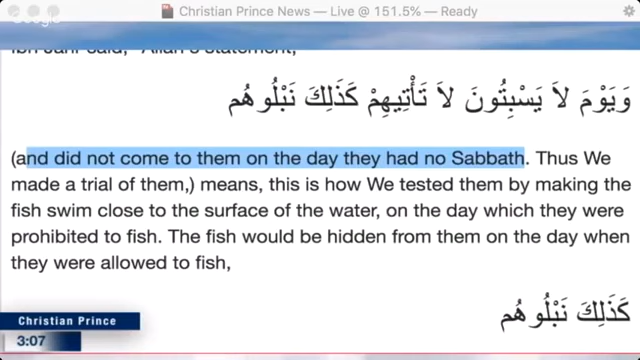 Christian Prince News — Live @ 151.5% — Ready
Ibn Jarir said, "Allah's statement,
وَيَوْمَ لاَ يَسْبِتُونَ لاَ تَأْتِيهِمْ كَذَلِكَ نَبْلُوهُم
(and did not come to them on the day they had no Sabbath. Thus We
made a trial of them,) means, this is how We tested them by making the
fish swim close to the surface of the water, on the day which they were
prohibited to fish. The fish would be hidden from them on the day when
they were allowed to fish,
كَذَلِكَ نَبْلُوهُم
Christian Prince
3:07